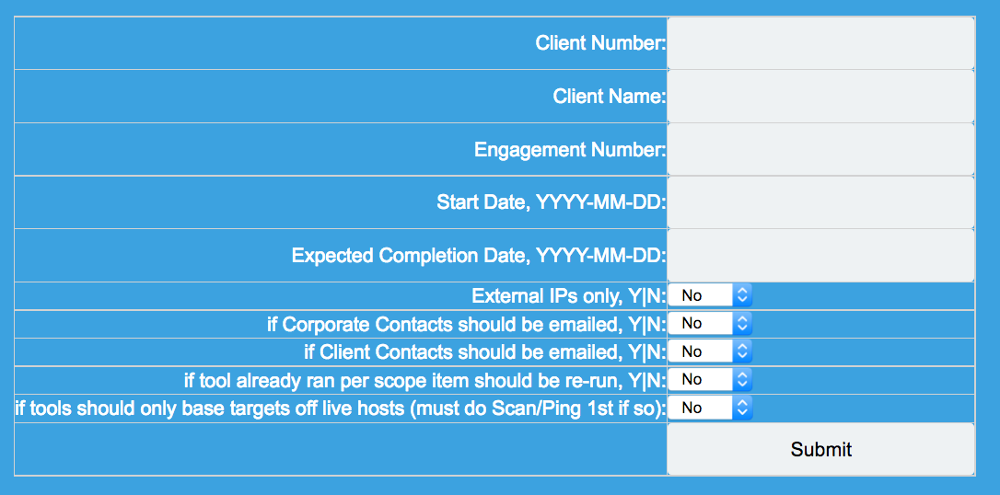 Client Number:
Client Name:
Engagement Number:
Start Date, YYYY-MM-DD:
Expected Completion Date, YYYY-MM-DD:
External IPs only, Y|N: No
if Corporate Contacts should be emailed, Y|N: No
if Client Contacts should be emailed, Y|N: No
if tool already ran per scope item should be re-run, Y|N: No
if tools should only base targets off live hosts (must do Scan/Ping 1st if so): No
Submit